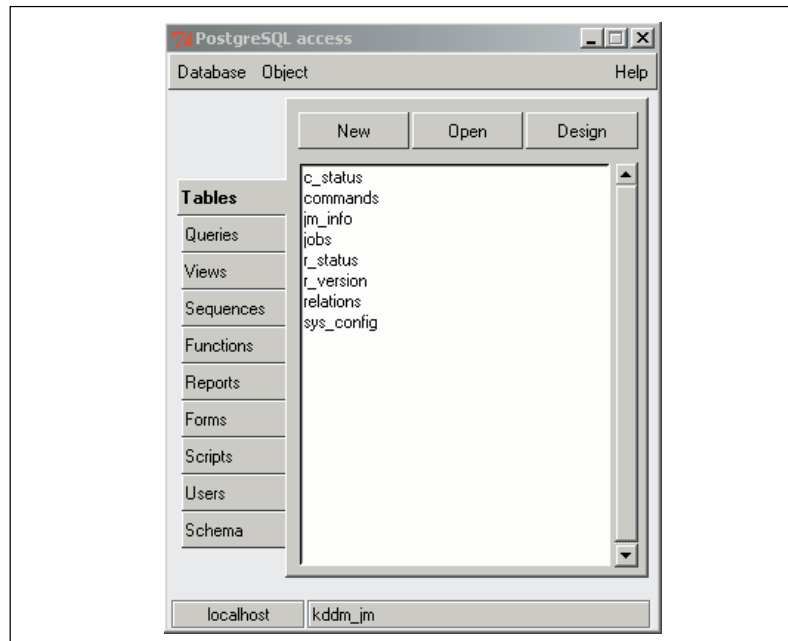 PostgreSQL access
Database Object Help
New Open Design
Tables
Queries
Views
Sequences
Functions
Reports
Forms
Scripts
Users
Schema
c_status
commands
jm_info
jobs
r_status
r_version
relations
sys_config
localhost kddm_jm